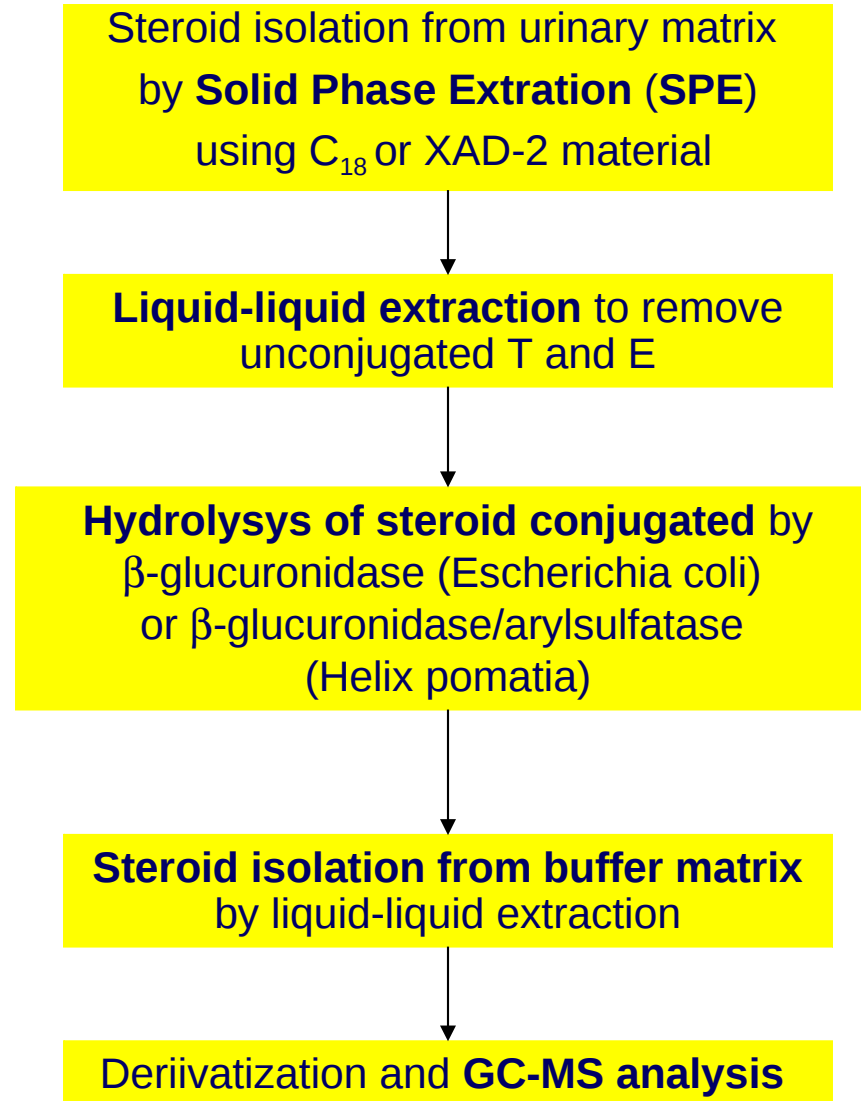 Steroid isolation from urinary matrix
by Solid Phase Extration (SPE)
using C18 or XAD-2 material
Liquid-liquid extraction to remove
unconjugated T and E
Hydrolysys of steroid conjugated by
β-glucuronidase (Escherichia coli)
or β-glucuronidase/arylsulfatase
(Helix pomatia)
Steroid isolation from buffer matrix
by liquid-liquid extraction
Deriivatization and GC-MS analysis